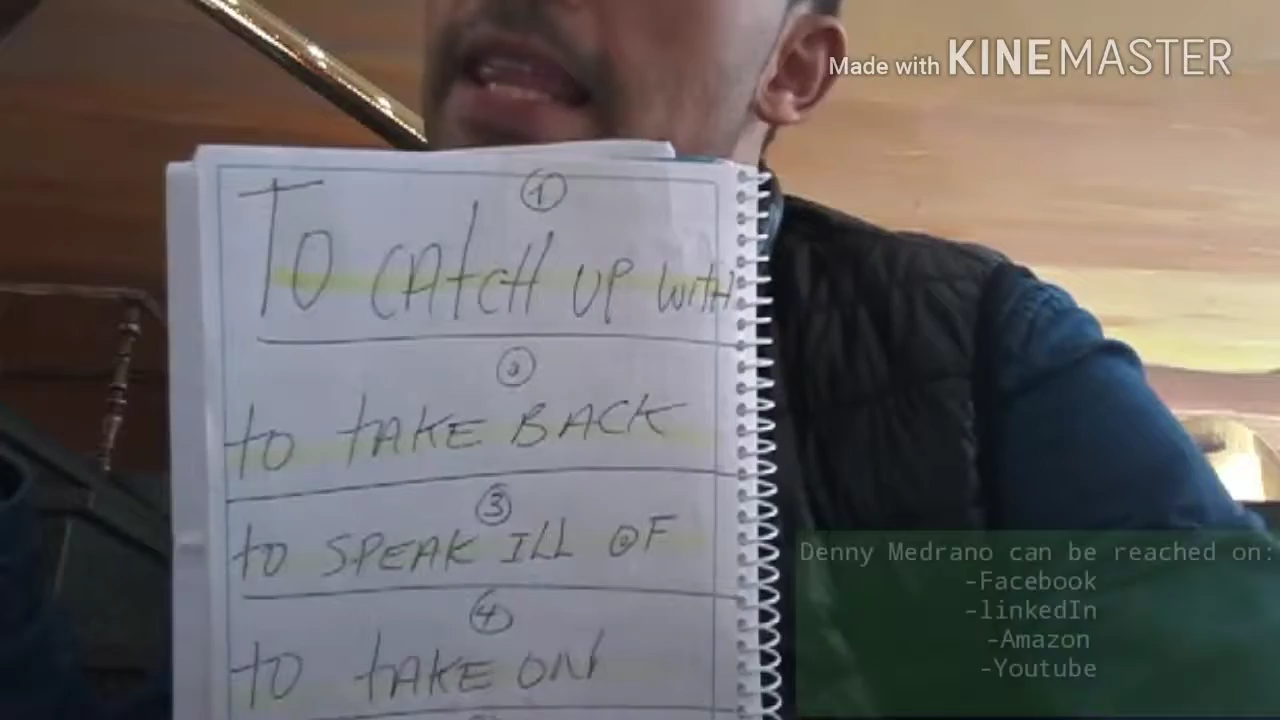 Made with KINEMASTER
1
To CAtCH UP WITH
2
to tAKE BACK
3
to SPEAK ILL OF
4
to tAKE ON
Denny Medrano can be reached on:
-Facebook
-linkedIn
-Amazon
-Youtube